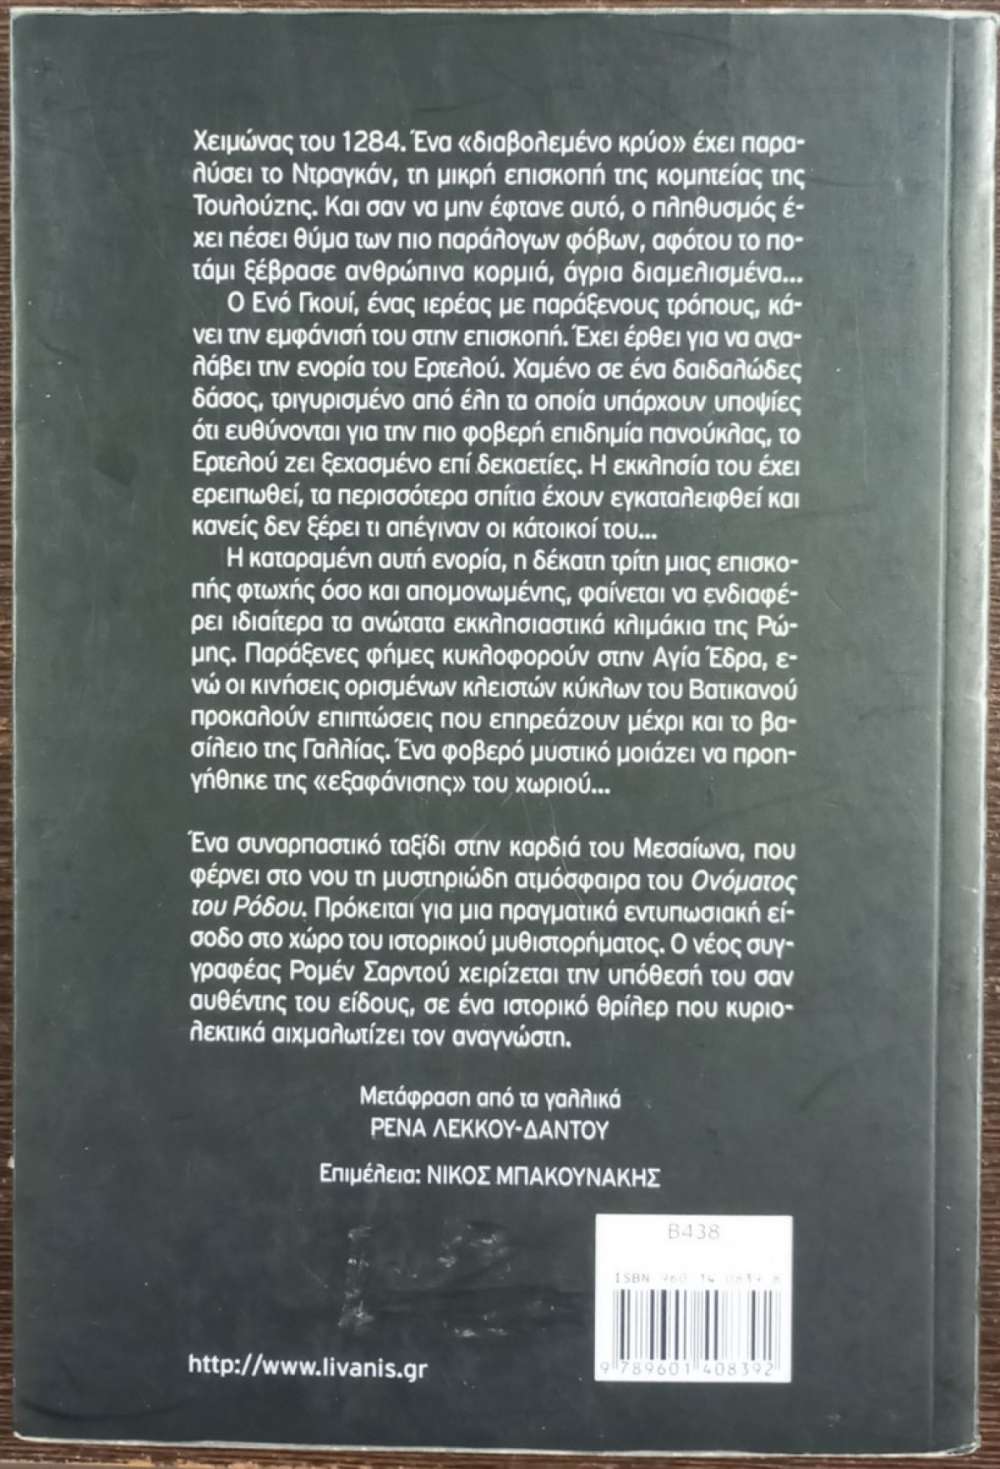 Χειμώνας του 1284. Ένα «διαβολεμένο κρύο» έχει παρα-
λύσει το Ντραγκάν, τη μικρή επισκοπή της κομητείας της
Τουλούζης. Και σαν να μην έφτανε αυτό, ο πληθυσμός έ-
χει πέσει θύμα των πιο παράλογων φόβων, αφότου το πο-
τάμι ξέβρασε ανθρώπινα κορμιά, άγρια διαμελισμένα...
Ο Ενό Γκουί, ένας ιερέας με παράξενους τρόπους, κά-
νει την εμφάνισή του στην επισκοπή. Έχει έρθει για να ανα-
λάβει την ενορία του Ερτελού. Χαμένο σε ένα δαιδαλώδες
δάσος, τριγυρισμένο από έλη τα οποία υπάρχουν υποψίες
ότι ευθύνονται για την πιο φοβερή επιδημία πανούκλας, το
Ερτελού ζει ξεχασμένο επί δεκαετίες. Η εκκλησία του έχει
ερειπωθεί, τα περισσότερα σπίτια έχουν εγκαταλειφθεί και
κανείς δεν ξέρει τι απέγιναν οι κάτοικοί του...
Η καταραμένη αυτή ενορία, η δέκατη τρίτη μιας επισκο-
πής φτωχής όσο και απομονωμένης, φαίνεται να ενδιαφέ-
ρει ιδιαίτερα τα ανώτατα εκκλησιαστικά κλιμάκια της Ρώ-
μης. Παράξενες φήμες κυκλοφορούν στην Αγία Έδρα, ε-
νώ οι κινήσεις ορισμένων κλειστών κύκλων του Βατικανού
προκαλούν επιπτώσεις που επηρεάζουν μέχρι και το βα-
σίλειο της Γαλλίας. Ένα φοβερό μυστικό μοιάζει να προη-
γήθηκε της «εξαφάνισης» του χωριού...
Ένα συναρπαστικό ταξίδι στην καρδιά του Μεσαίωνα, που
φέρνει στο νου τη μυστηριώδη ατμόσφαιρα του Ονόματος
του Ρόδου. Πρόκειται για μια πραγματικά εντυπωσιακή εί-
σοδο στο χώρο του ιστορικού μυθιστορήματος. Ο νέος συγ-
γραφέας Ρομέν Σαρντού χειρίζεται την υπόθεσή του σαν
αυθέντης του είδους, σε ένα ιστορικό θρίλερ που κυριο-
λεκτικά αιχμαλωτίζει τον αναγνώστη.
Μετάφραση από τα γαλλικά
ΡΕΝΑ ΛΕΚΚΟΥ-ΔΑΝΤΟΥ
Επιμέλεια: ΝΙΚΟΣ ΜΠΑΚΟΥΝΑΚΗΣ
B438
ISBN 960 14 0839 8
9 789601 408392
http://www.livanis.gr